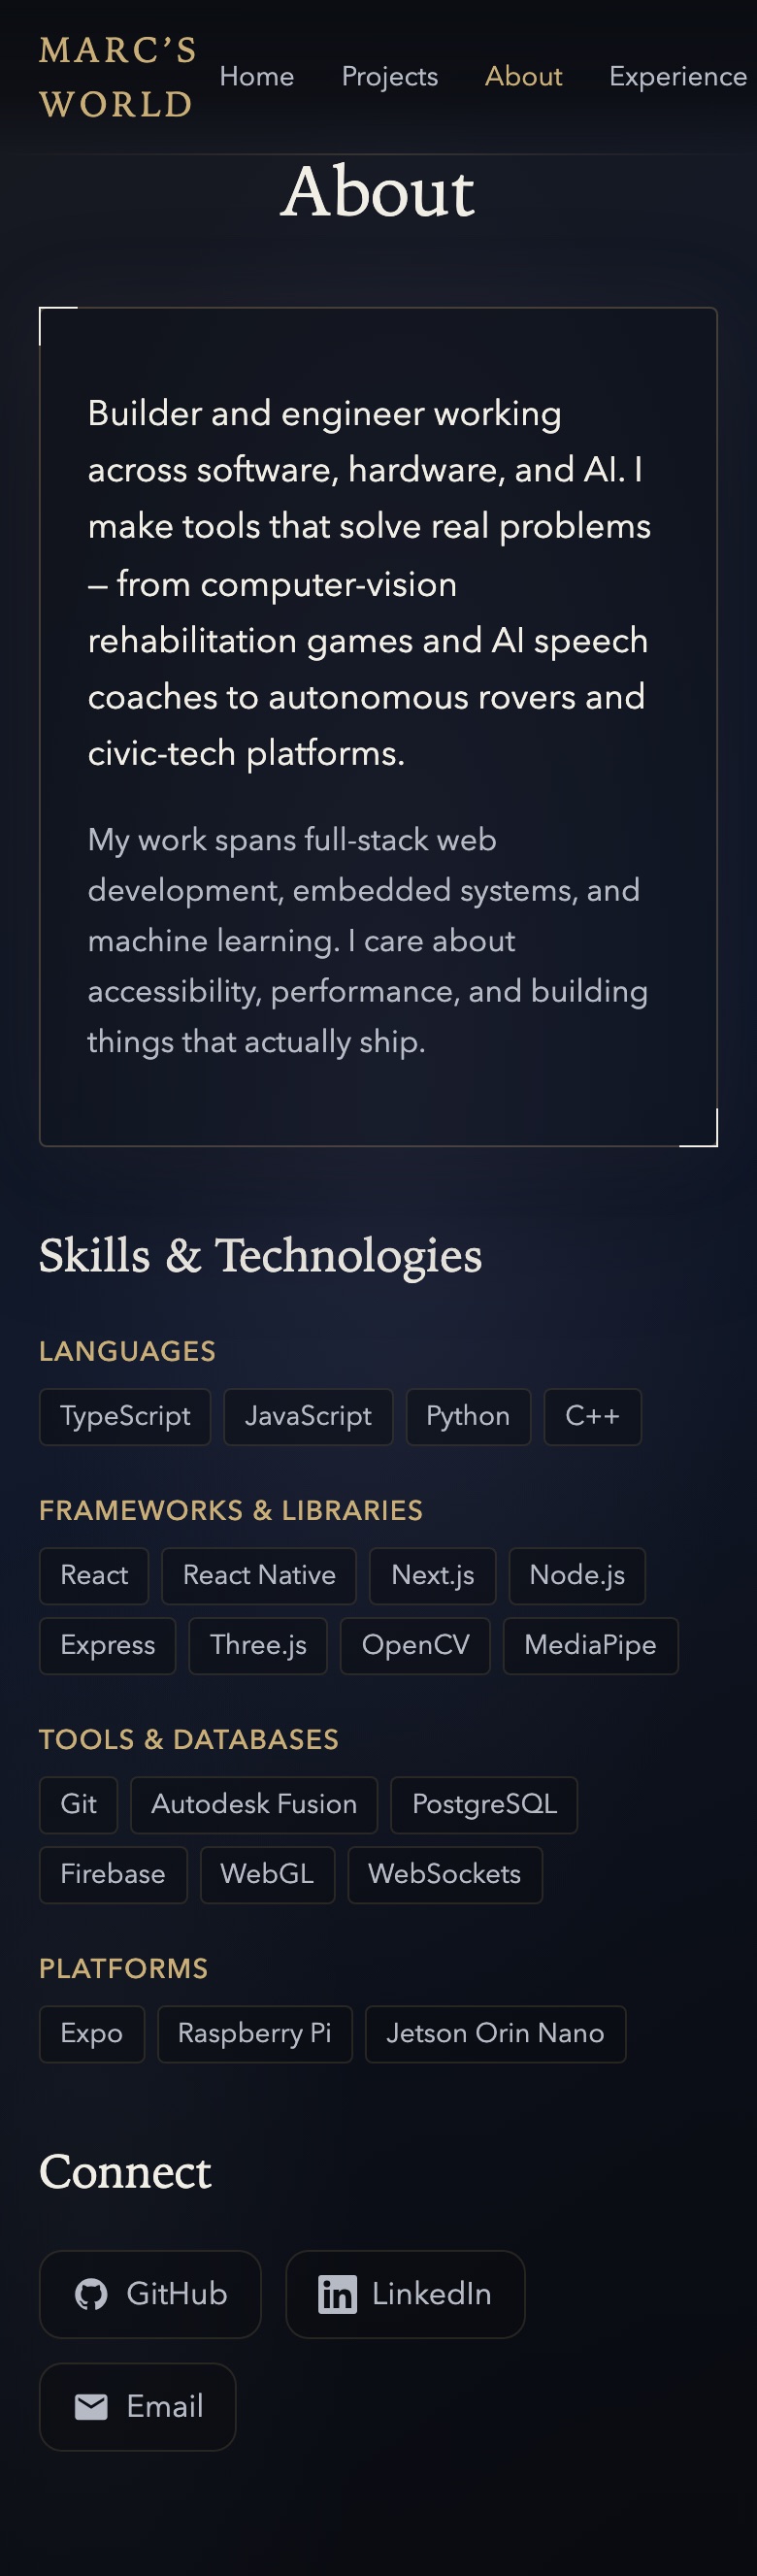 MARC’S
WORLD
Home Projects About Experience
About
Builder and engineer working
across software, hardware, and AI. I
make tools that solve real problems
— from computer-vision
rehabilitation games and AI speech
coaches to autonomous rovers and
civic-tech platforms.
My work spans full-stack web
development, embedded systems, and
machine learning. I care about
accessibility, performance, and building
things that actually ship.
Skills & Technologies
LANGUAGES
TypeScript JavaScript Python C++
FRAMEWORKS & LIBRARIES
React React Native Next.js Node.js
Express Three.js OpenCV MediaPipe
TOOLS & DATABASES
Git Autodesk Fusion PostgreSQL
Firebase WebGL WebSockets
PLATFORMS
Expo Raspberry Pi Jetson Orin Nano
Connect
GitHub LinkedIn
Email